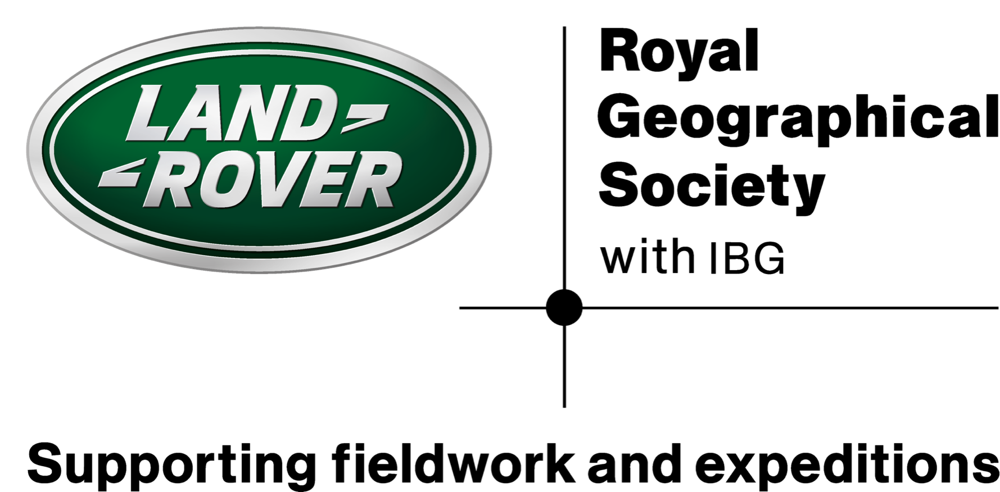 LAND
ROVER
Royal
Geographical
Society
with IBG
Supporting fieldwork and expeditions